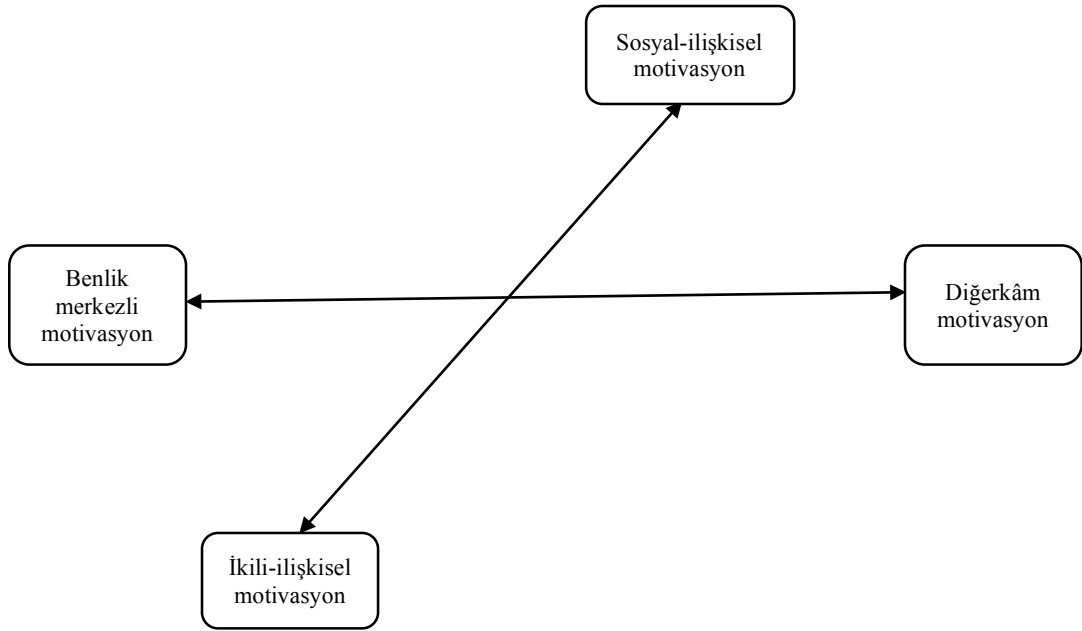 Sosyal-ilişkisel
motivasyon
Benlik
merkezli
motivasyon
Diğerkâm
motivasyon
İkili-ilişkisel
motivasyon